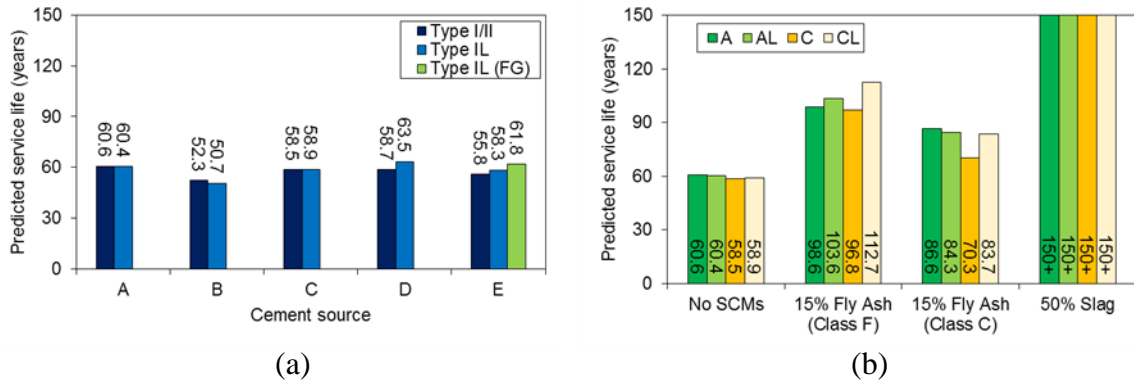 150
120
90
60
30
0
Predicted service life (years)
Type I/II
Type IL
Type IL (FG)
60.6
60.4
52.3
50.7
58.5
58.9
58.7
63.5
55.8
58.3
61.8
A
B
C
D
E
Cement source
(a)
150
120
90
60
30
0
Predicted service life (years)
A
AL
C
CL
60.6
60.4
58.5
58.9
98.6
103.6
96.8
112.7
86.6
84.3
70.3
83.7
150+
150+
150+
150+
No SCMs
15% Fly Ash
(Class F)
15% Fly Ash
(Class C)
50% Slag
(b)